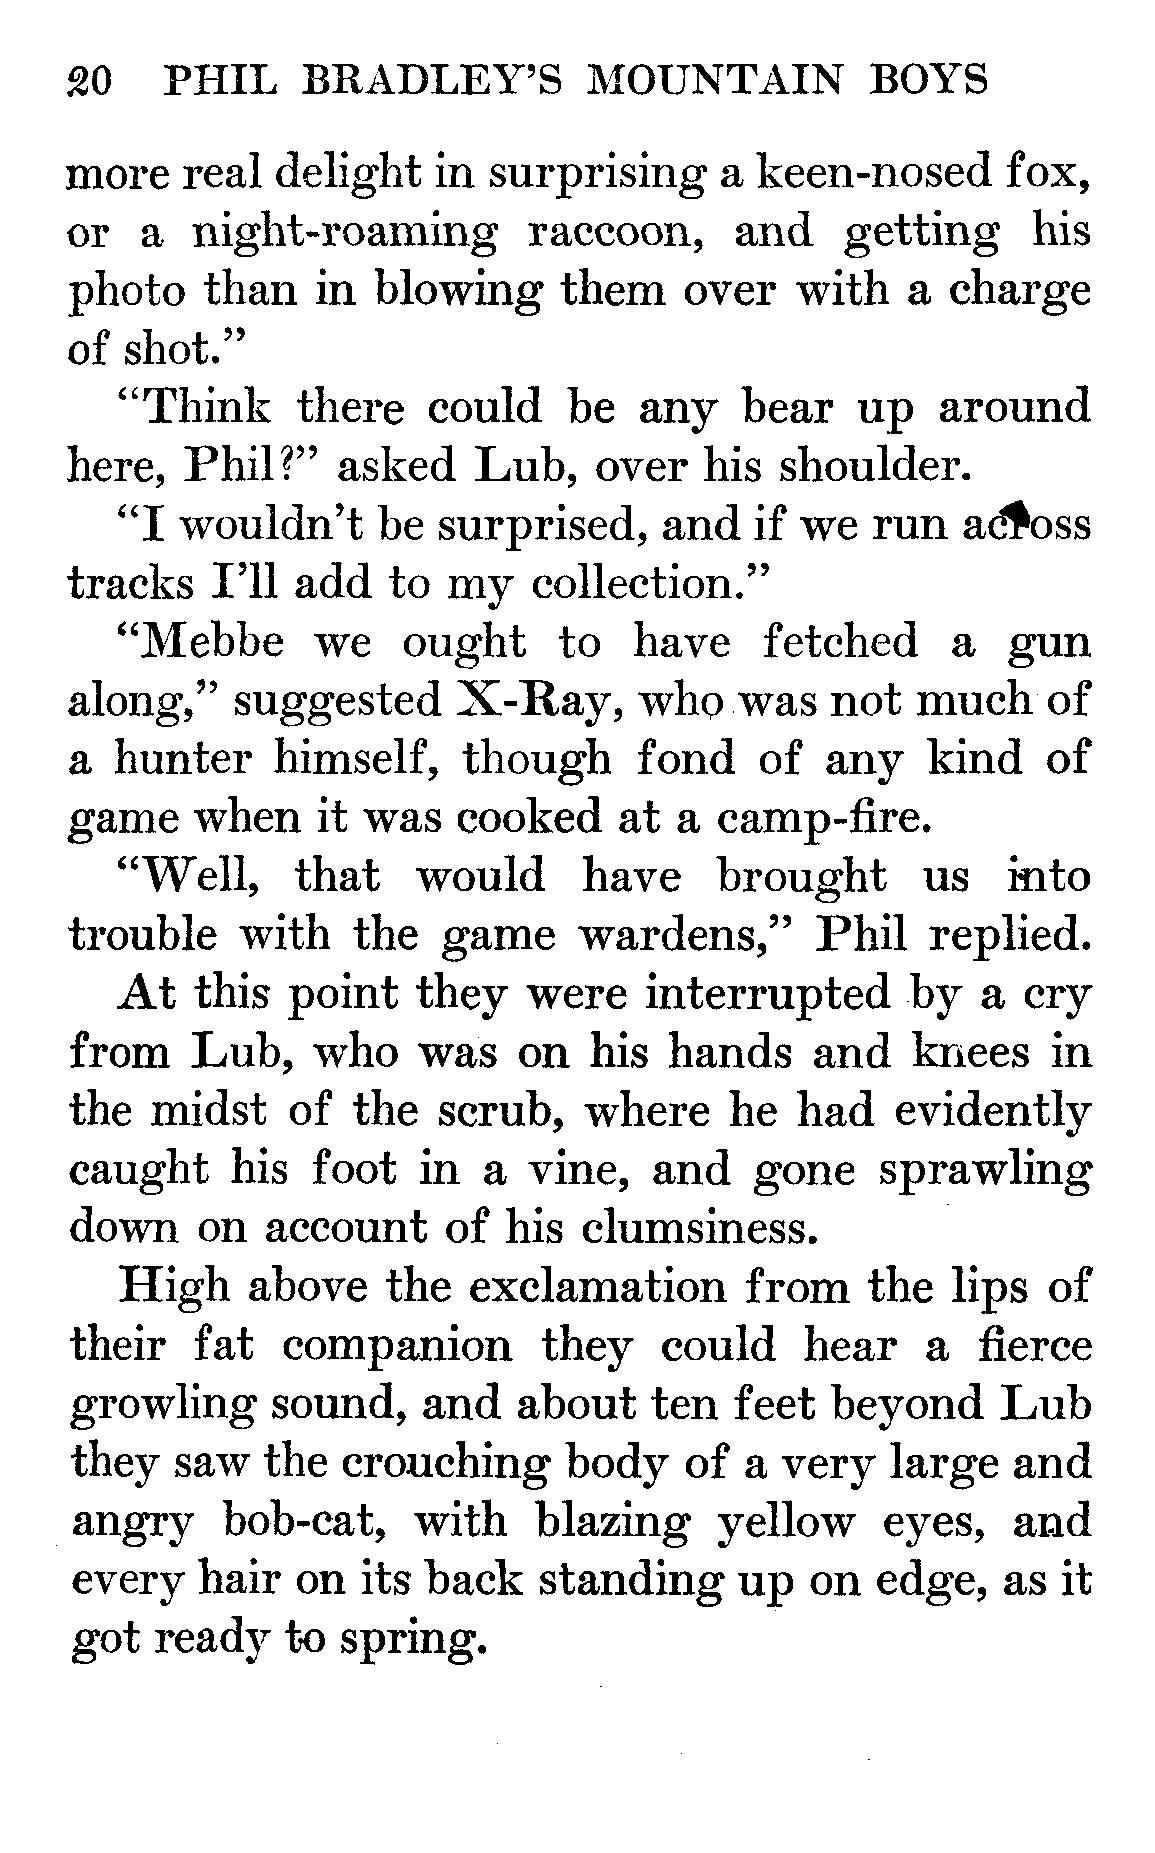 20 PHIL BRADLEY'S MOUNTAIN BOYS
more real delight in surprising a keen-nosed fox,
or a night-roaming raccoon, and getting his
photo than in blowing them over with a charge
of shot."
"Think there could be any bear up around
here, Phil?" asked Lub, over his shoulder.
"I wouldn't be surprised, and if we run across
tracks I'll add to my collection."
"Mebbe we ought to have fetched a gun
along," suggested X-Ray, who was not much of
a hunter himself, though fond of any kind of
game when it was cooked at a camp-fire.
"Well, that would have brought us into
trouble with the game wardens," Phil replied.
At this point they were interrupted by a cry
from Lub, who was on his hands and knees in
the midst of the scrub, where he had evidently
caught his foot in a vine, and gone sprawling
down on account of his clumsiness.
High above the exclamation from the lips of
their fat companion they could hear a fierce
growling sound, and about ten feet beyond Lub
they saw the crouching body of a very large and
angry bob-cat, with blazing yellow eyes, and
every hair on its back standing up on edge, as it
got ready to spring.